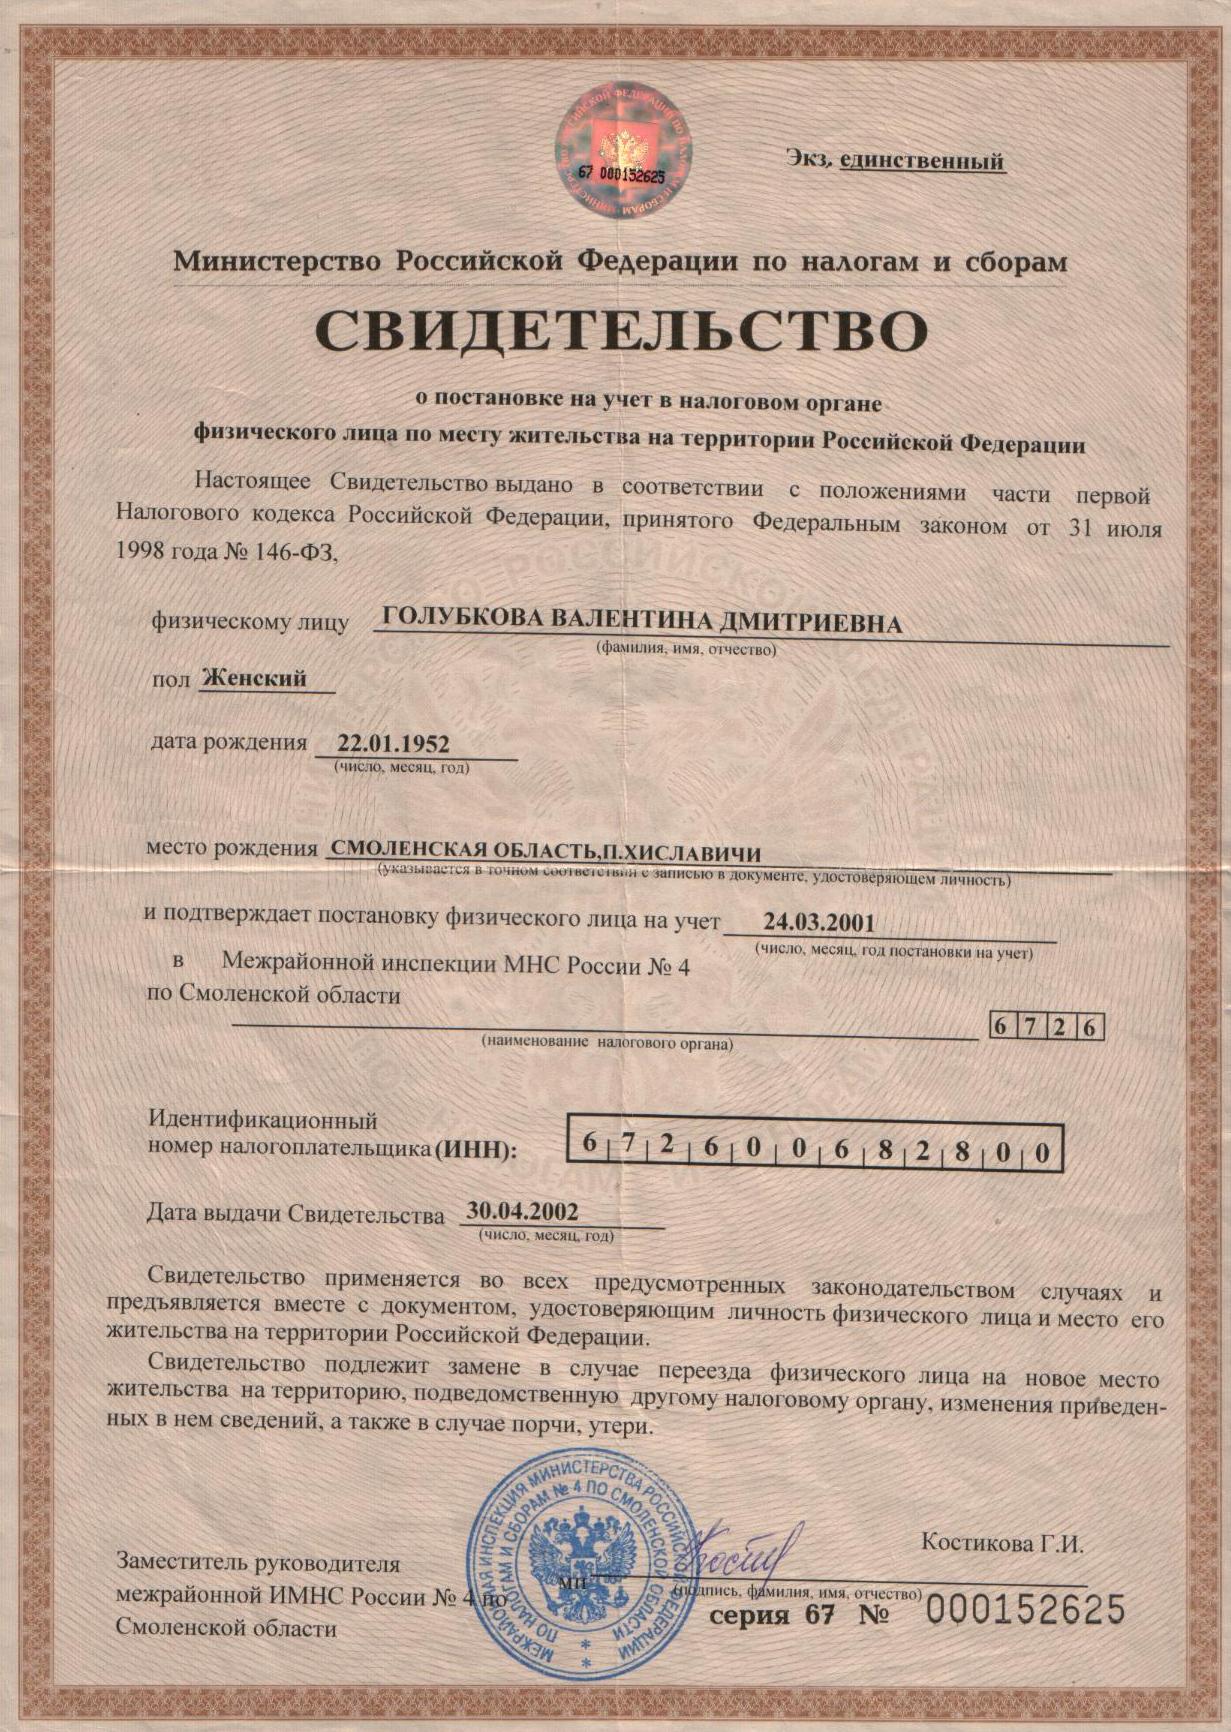 МИНИСТЕРСТВО РОССИЙСКОЙ ФЕДЕРАЦИИ ПО НАЛОГАМ И СБОРАМ
67 000152625
Экз. единственный
Министерство Российской Федерации по налогам и сборам
СВИДЕТЕЛЬСТВО
о постановке на учет в налоговом органе
физического лица по месту жительства на территории Российской Федерации
Настоящее Свидетельство выдано в соответствии с положениями части первой
Налогового кодекса Российской Федерации, принятого Федеральным законом от 31 июля
1998 года № 146-ФЗ,
физическому лицу ГОЛУБКОВА ВАЛЕНТИНА ДМИТРИЕВНА
(фамилия, имя, отчество)
пол Женский
дата рождения 22.01.1952
(число, месяц, год)
место рождения СМОЛЕНСКАЯ ОБЛАСТЬ,П.ХИСЛАВИЧИ
(указывается в точном соответствии с записью в документе, удостоверяющем личность)
и подтверждает постановку физического лица на учет 24.03.2001
(число, месяц, год постановки на учет)
в Межрайонной инспекции МНС России № 4
по Смоленской области
6726
(наименование налогового органа)
Идентификационный
номер налогоплательщика (ИНН): 672600682800
Дата выдачи Свидетельства 30.04.2002
(число, месяц, год)
Свидетельство применяется во всех предусмотренных законодательством случаях и
предъявляется вместе с документом, удостоверяющим личность физического лица и место его
жительства на территории Российской Федерации.
Свидетельство подлежит замене в случае переезда физического лица на новое место
жительства на территорию, подведомственную другому налоговому органу, изменения приведен-
ных в нем сведений, а также в случае порчи, утери.
МЕЖРАЙОННАЯ ИНСПЕКЦИЯ МИНИСТЕРСТВА РОССИЙСКОЙ ФЕДЕРАЦИИ
ПО НАЛОГАМ И СБОРАМ № 4 ПО СМОЛЕНСКОЙ ОБЛАСТИ
Костикова Г.И.
Заместитель руководителя
межрайонной ИМНС России № 4 по
Смоленской области
МП
(подпись, фамилия, имя, отчество)
серия 67 № 000152625